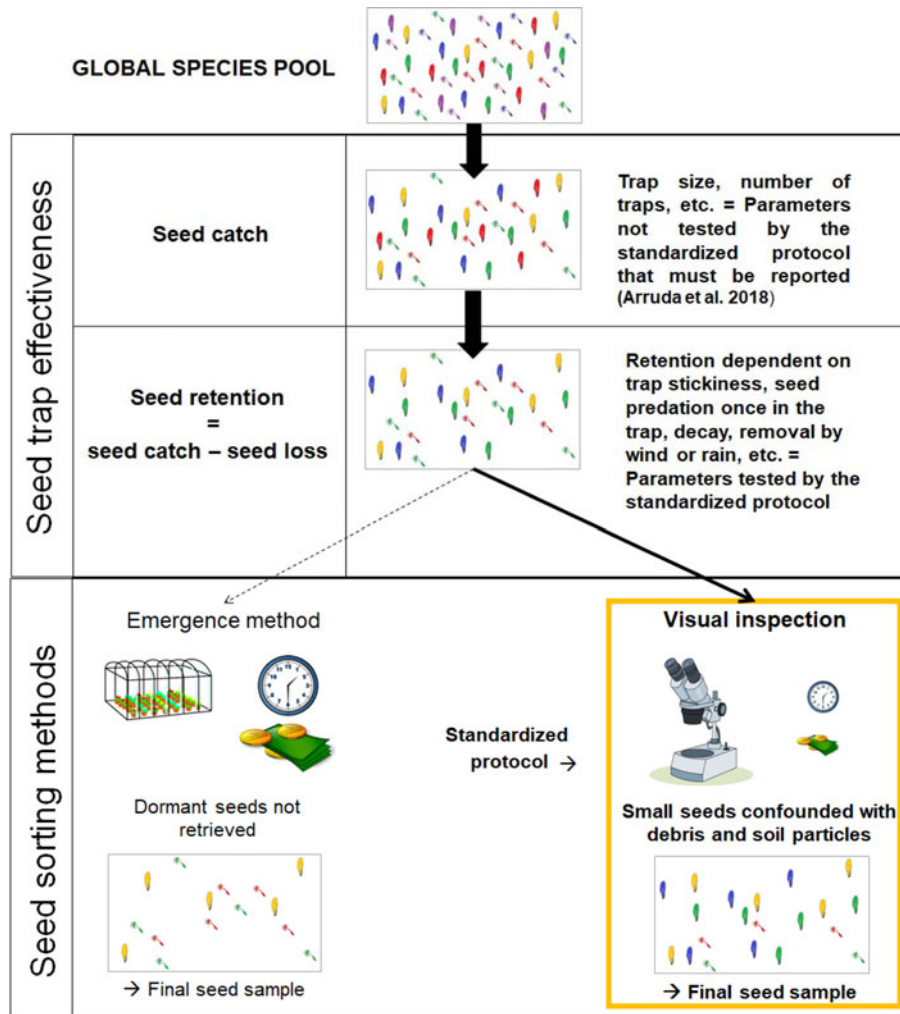 GLOBAL SPECIES POOL
Seed trap effectiveness
Seed catch
Trap size, number of
traps, etc. = Parameters
not tested by the
standardized protocol
that must be reported
(Arruda et al. 2018)
Seed retention
=
seed catch – seed loss
Retention dependent on
trap stickiness, seed
predation once in the
trap, decay, removal by
wind or rain, etc. =
Parameters tested by the
standardized protocol
Seed sorting methods
Emergence method
Dormant seeds not
retrieved
→ Final seed sample
Standardized
protocol →
Visual inspection
Small seeds confounded with
debris and soil particles
→ Final seed sample